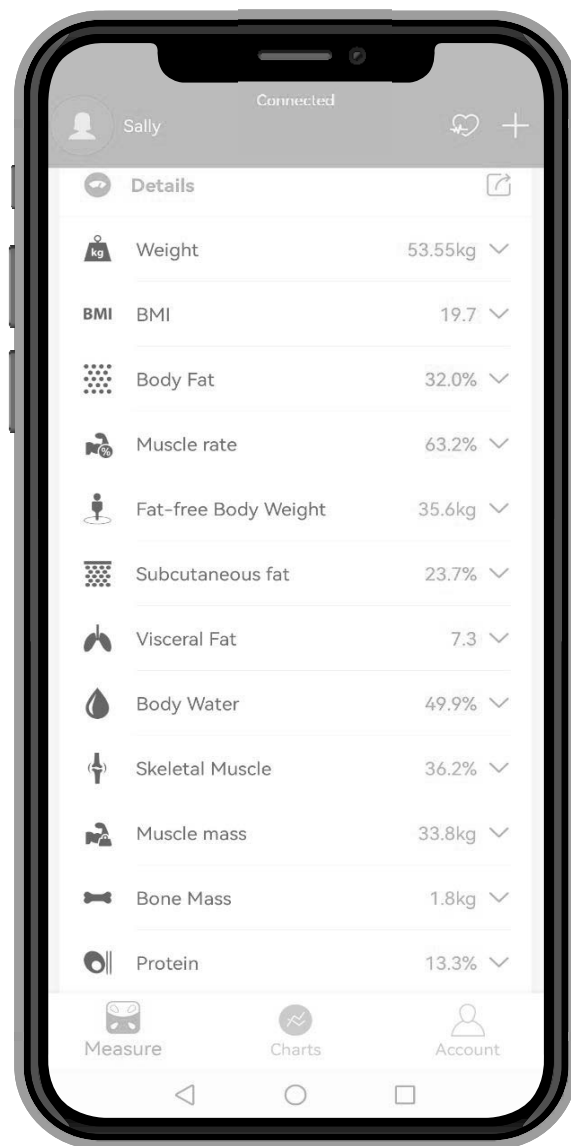 Connected
Sally
Details
kg Weight 53.55kg
BMI BMI 19.7
Body Fat 32.0%
% Muscle rate 63.2%
Fat-free Body Weight 35.6kg
Subcutaneous fat 23.7%
Visceral Fat 7.3
Body Water 49.9%
Skeletal Muscle 36.2%
Muscle mass 33.8kg
Bone Mass 1.8kg
Protein 13.3%
Measure Charts Account